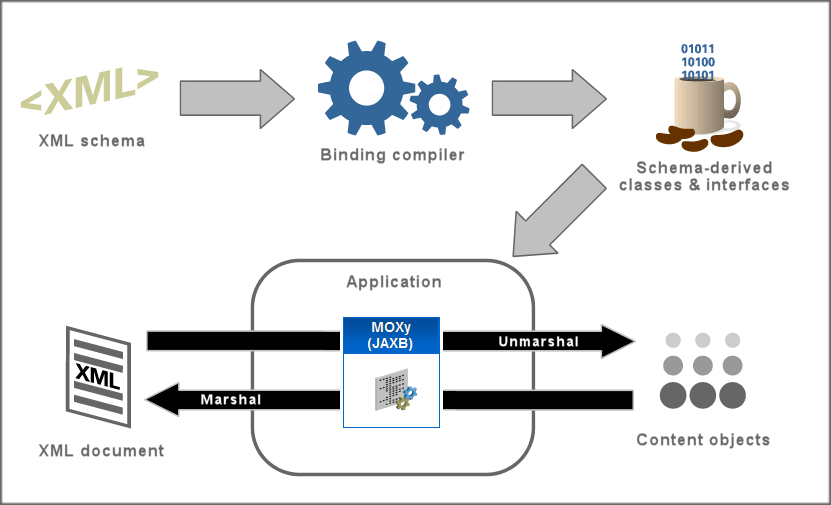 <XML>
XML schema
Binding compiler
01011
10100
10101
Schema-derived
classes & interfaces
Application
MOXy
(JAXB)
Unmarshal
Marshal
XML
XML document
Content objects